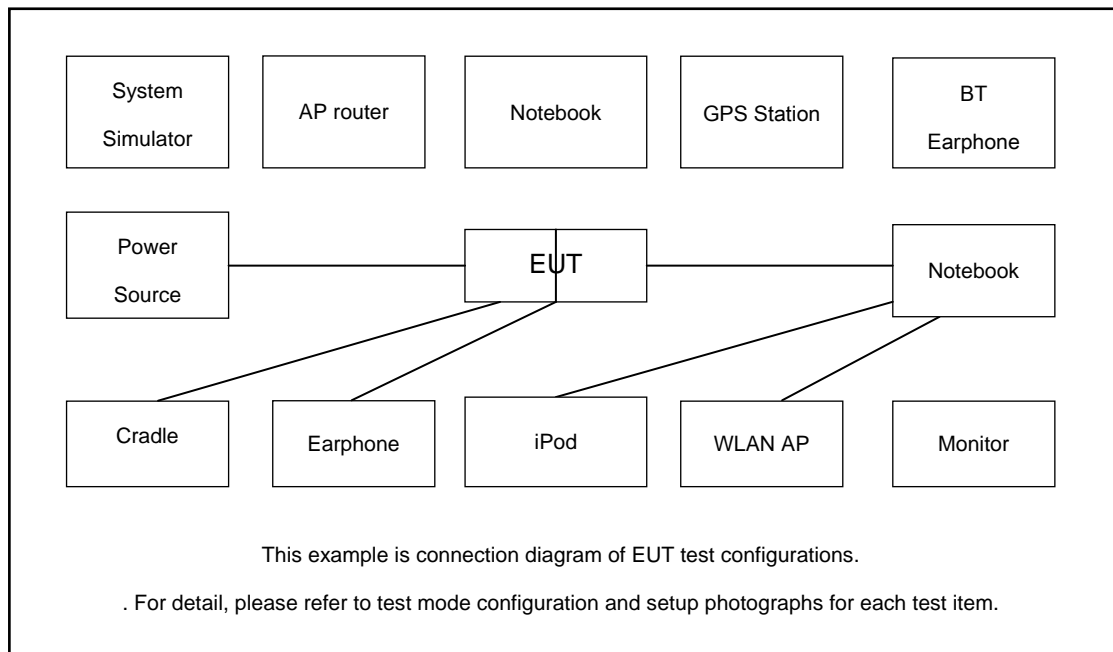 System
Simulator
AP router
Notebook
GPS Station
BT
Earphone
Power
Source
EUT
Notebook
Cradle
Earphone
iPod
WLAN AP
Monitor
This example is connection diagram of EUT test configurations.
. For detail, please refer to test mode configuration and setup photographs for each test item.